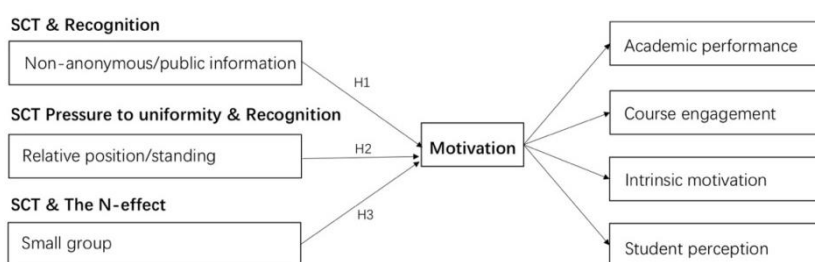 SCT & Recognition
Non-anonymous/public information
H1
SCT Pressure to uniformity & Recognition
Relative position/standing
H2
SCT & The N-effect
Small group
H3
Motivation
Academic performance
Course engagement
Intrinsic motivation
Student perception